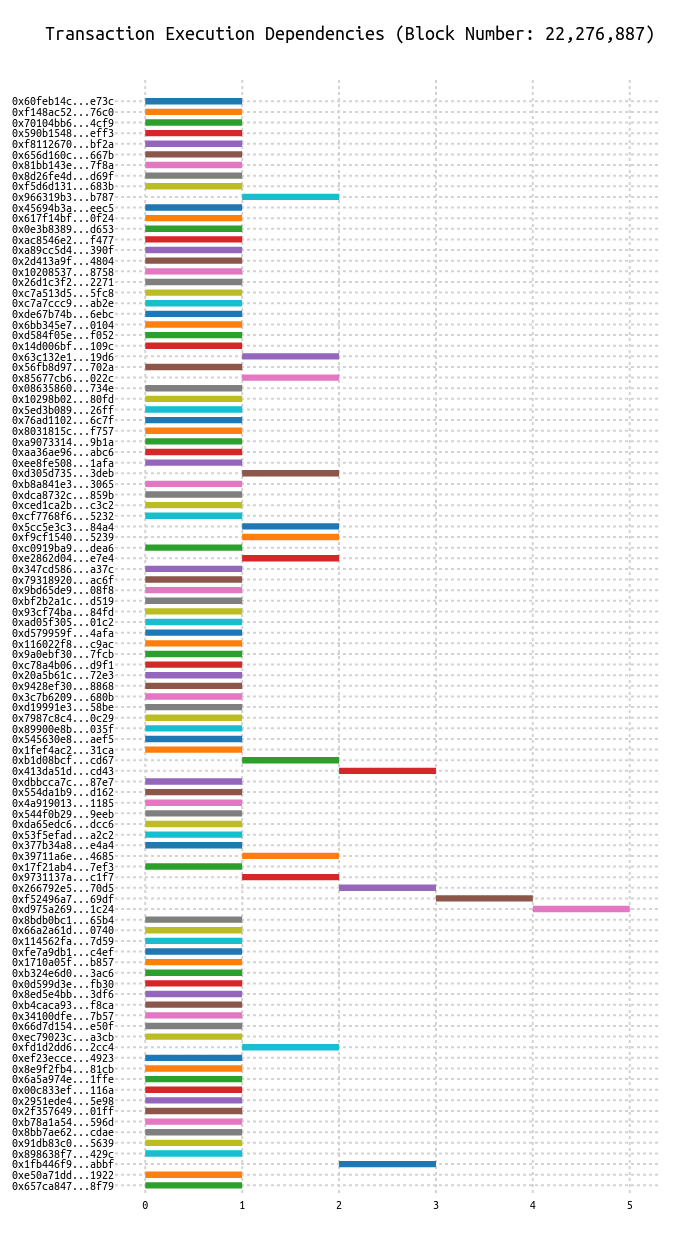 Transaction Execution Dependencies (Block Number: 22,276,887)
0x60feb14c...e73c
0xf148ac52...76c0
0x70104bb6...4cf9
0x590b1548...eff3
0xf8112670...bf2a
0x656d160c...667b
0x81bb143e...7f8a
0x8d26fe4d...d69f
0xf5d6d131...683b
0x966319b3...b787
0x45694b3a...eec5
0x617f14bf...0f24
0x0e3b8389...d653
0xac8546e2...f477
0xa89cc5d4...390f
0x2d413a9f...4804
0x10208537...8758
0x26d1c3f2...2271
0xc7a513d5...5fc8
0xc7a7ccc9...ab2e
0xde67b74b...6ebc
0x6bb345e7...0104
0xd584f05e...f052
0x14d006bf...109c
0x63c132e1...19d6
0x56fb8d97...702a
0x85677cb6...022c
0x08635860...734e
0x10298b02...80fd
0x5ed3b089...26ff
0x76ad1102...6c7f
0x8031815c...f757
0xa9073314...9b1a
0xaa36ae96...abc6
0xee8fe508...1afa
0xd305d735...3deb
0xb8a841e3...3065
0xdca8732c...859b
0xced1ca2b...c3c2
0xcf7768f6...5232
0x5cc5e3c3...84a4
0xf9cf1540...5239
0xc0919ba9...dea6
0xe2862d04...e7e4
0x347cd586...a37c
0x79318920...ac6f
0x9bd65de9...08f8
0xbf2b2a1c...d519
0x93cf74ba...84fd
0xad05f305...01c2
0xd579959f...4afa
0x116022f8...c9ac
0x9a0ebf30...7fcb
0xc78a4b06...d9f1
0x20a5b61c...72e3
0x9428ef30...8868
0x3c7b6209...680b
0xd19991e3...58be
0x7987c8c4...0c29
0x89900e8b...035f
0x545630e8...aef5
0x1fef4ac2...31ca
0xb1d08bcf...cd67
0x413da51d...cd43
0xdbbcca7c...87e7
0x554da1b9...d162
0x4a919013...1185
0x544f0b29...9eeb
0xda65edc6...dcc6
0x53f5efad...a2c2
0x377b34a8...e4a4
0x39711a6e...4685
0x17f21ab4...7ef3
0x9731137a...c1f7
0x266792e5...70d5
0xf52496a7...69df
0xd975a269...1c24
0x8bdb0bc1...65b4
0x66a2a61d...0740
0x114562fa...7d59
0xfe7a9db1...c4ef
0x1710a05f...b857
0xb324e6d0...3ac6
0x0d599d3e...fb30
0x8ed5e4bb...3df6
0xb4caca93...f8ca
0x34100dfe...7b57
0x66d7d154...e50f
0xec79023c...a3cb
0xfd1d2dd6...2cc4
0xef23ecce...4923
0x8e9f2fb4...81cb
0x6a5a974e...1ffe
0x00c833ef...116a
0x2951ede4...5e98
0x2f357649...01ff
0xb78a1a54...596d
0x8bb7ae62...cdae
0x91db83c0...5639
0x898638f7...429c
0x1fb446f9...abbf
0xe50a71dd...1922
0x657ca847...8f79
0 1 2 3 4 5